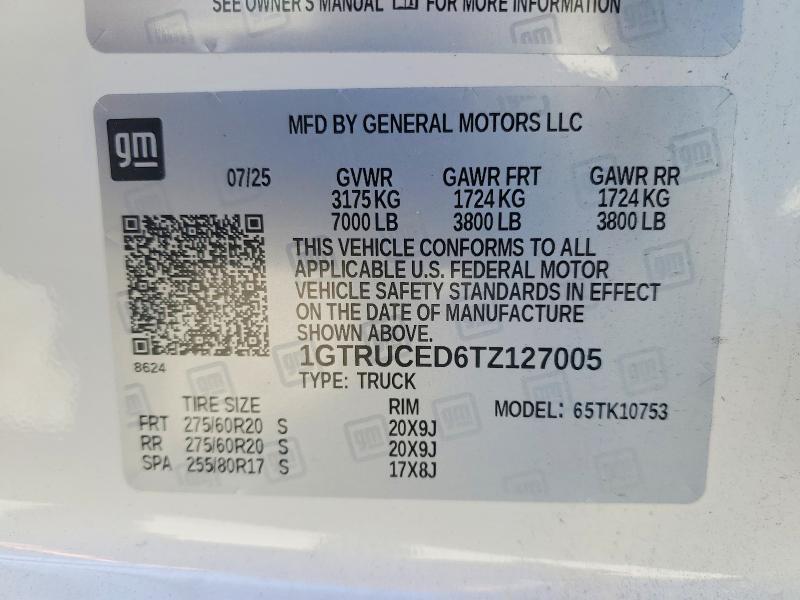 SEE OWNER'S MANUAL FOR MORE INFORMATION
gm
MFD BY GENERAL MOTORS LLC
07/25 GVWR GAWR FRT GAWR RR
3175 KG 1724 KG 1724 KG
7000 LB 3800 LB 3800 LB
THIS VEHICLE CONFORMS TO ALL
APPLICABLE U.S. FEDERAL MOTOR
VEHICLE SAFETY STANDARDS IN EFFECT
ON THE DATE OF MANUFACTURE
SHOWN ABOVE.
8624
1GTRUCED6TZ127005
TYPE: TRUCK
TIRE SIZE RIM MODEL: 65TK10753
FRT 275/60R20 S 20X9J
RR 275/60R20 S 20X9J
SPA 255/80R17 S 17X8J